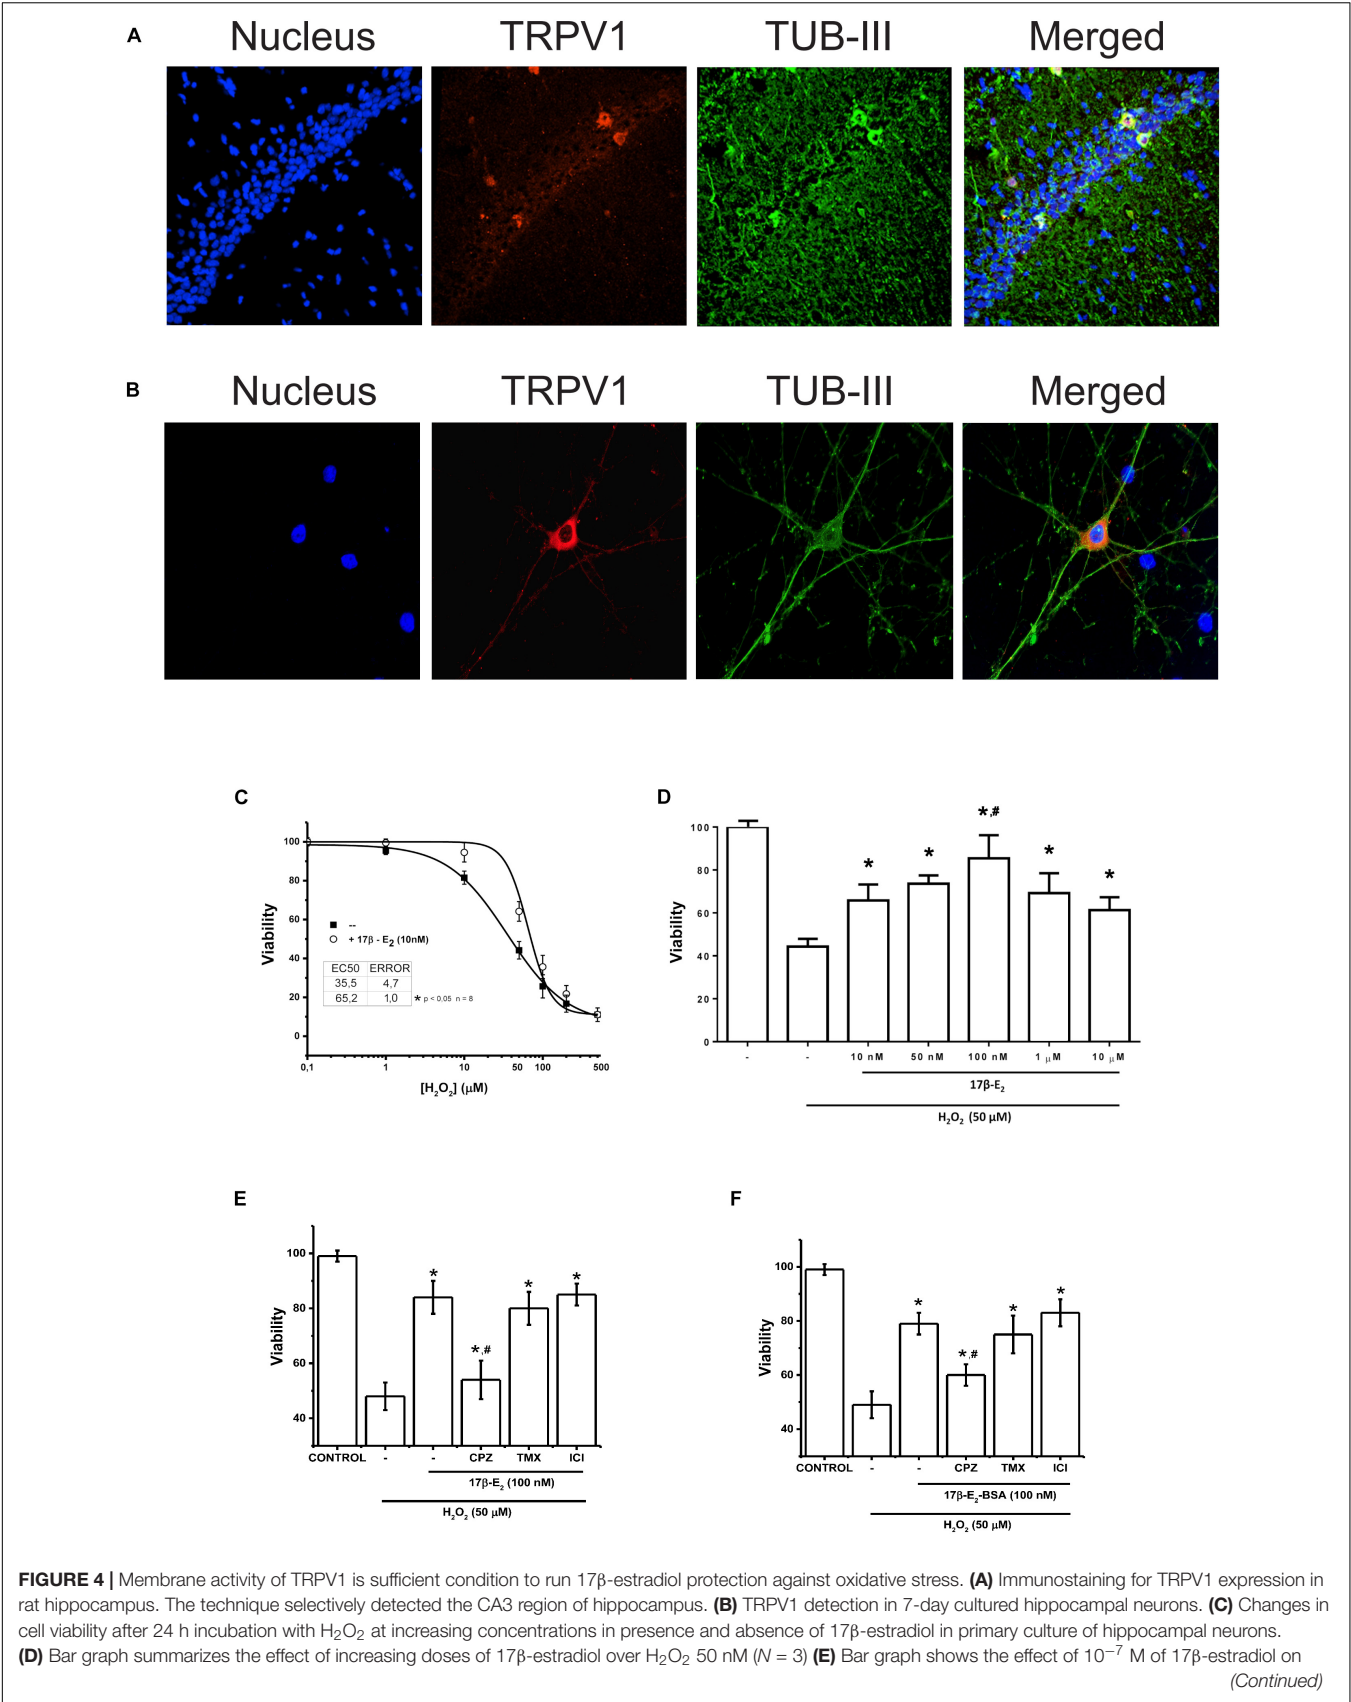 A
Nucleus TRPV1 TUB-III Merged
B
Nucleus TRPV1 TUB-III Merged
C
Viability
100
80
60
40
20
0
■ --
○ + 17β - E₂ (10nM)
EC50 ERROR
35,5 4,7
65,2 1,0 * p < 0,05 n = 8
0,1 1 10 50 100 500
[H₂O₂] (μM)
D
Viability
100
80
60
40
20
0
* * *,# * *
- - 10 nM 50 nM 100 nM 1 μM 10 μM
17β-E₂
H₂O₂ (50 μM)
E
Viability
100
80
60
40
* *,# * *
CONTROL - - CPZ TMX ICI
17β-E₂ (100 nM)
H₂O₂ (50 μM)
F
Viability
100
80
60
40
* *,# * *
CONTROL - - CPZ TMX ICI
17β-E₂-BSA (100 nM)
H₂O₂ (50 μM)
FIGURE 4 | Membrane activity of TRPV1 is sufficient condition to run 17β-estradiol protection against oxidative stress. (A) Immunostaining for TRPV1 expression in
rat hippocampus. The technique selectively detected the CA3 region of hippocampus. (B) TRPV1 detection in 7-day cultured hippocampal neurons. (C) Changes in
cell viability after 24 h incubation with H₂O₂ at increasing concentrations in presence and absence of 17β-estradiol in primary culture of hippocampal neurons.
(D) Bar graph summarizes the effect of increasing doses of 17β-estradiol over H₂O₂ 50 nM (N = 3) (E) Bar graph shows the effect of 10⁻⁷ M of 17β-estradiol on
(Continued)